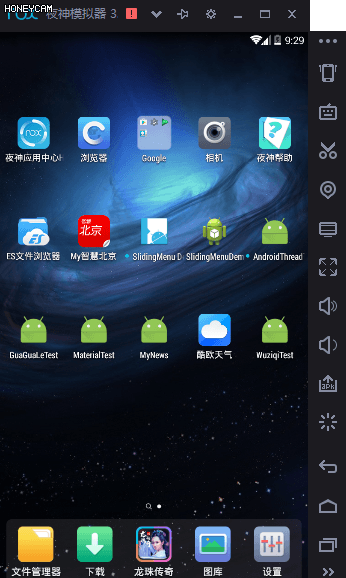 HONEYCAM
nox 夜神模拟器 3
9:29
夜神应用中心
浏览器
Google
相机
夜神帮助
ES文件浏览器
My智慧北京
SlidingMenu D
SlidingMenuDem
AndroidThread
GuaGuaLeTest
MaterialTest
MyNews
酷欧天气
WuziqiTest
文件管理器
下载
龙珠传奇
图库
设置